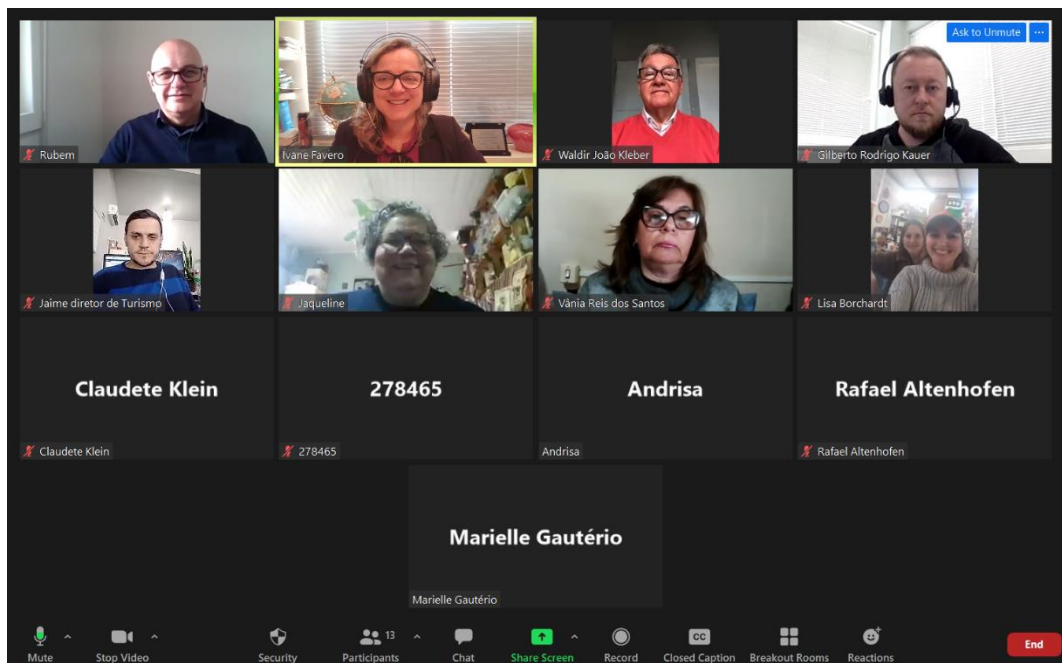 Ask to Unmute
...
Rubem
Ivane Favero
Waldir João Kleber
Gilberto Rodrigo Kauer
Jaime diretor de Turismo
Jaqueline
Vânia Reis dos Santos
Lisa Borchardt
Claudete Klein
278465
Andrisa
Rafael Altenhofen
Claudete Klein
278465
Andrisa
Rafael Altenhofen
Marielle Gautério
Marielle Gautério
CC
13
Mute
Stop Video
Security
Participants
Chat
Share Screen
Record
Closed Caption
Breakout Rooms
Reactions
End